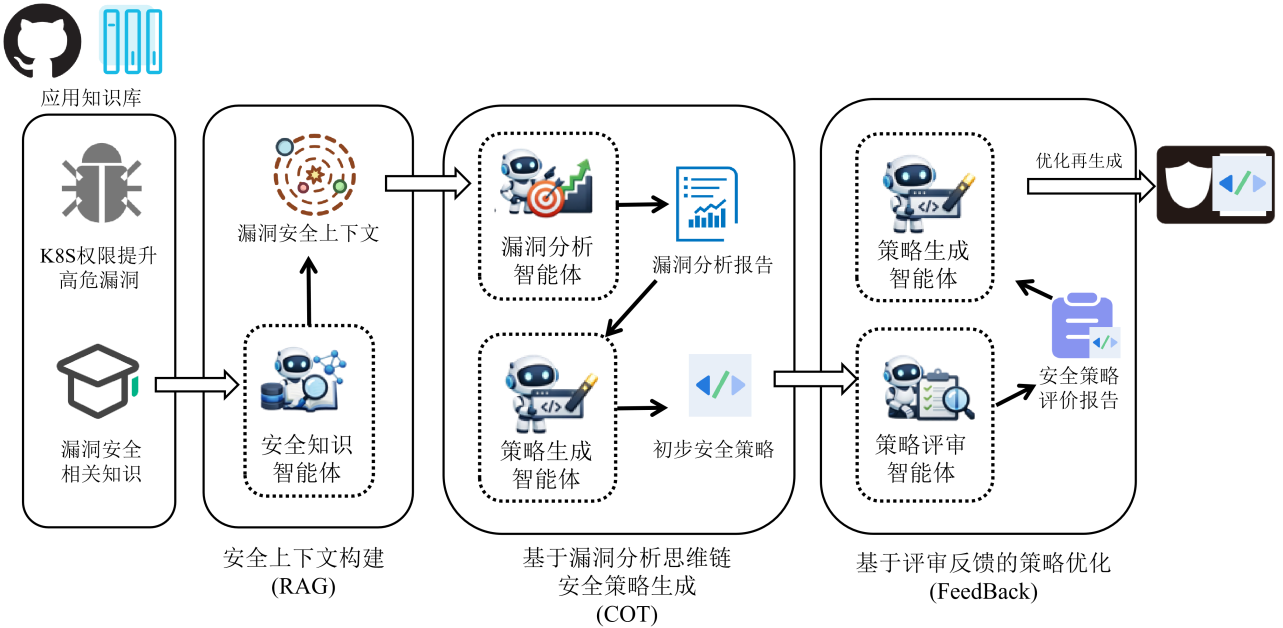 应用知识库
K8S权限提升
高危漏洞
漏洞安全
相关知识
漏洞安全上下文
安全知识
智能体
安全上下文构建
(RAG)
漏洞分析
智能体
漏洞分析报告
策略生成
智能体
</>
初步安全策略
</>
基于漏洞分析思维链
安全策略生成
(COT)
</>
策略生成
智能体
策略评审
智能体
</>
安全策略
评价报告
基于评审反馈的策略优化
(FeedBack)
优化再生成
</>